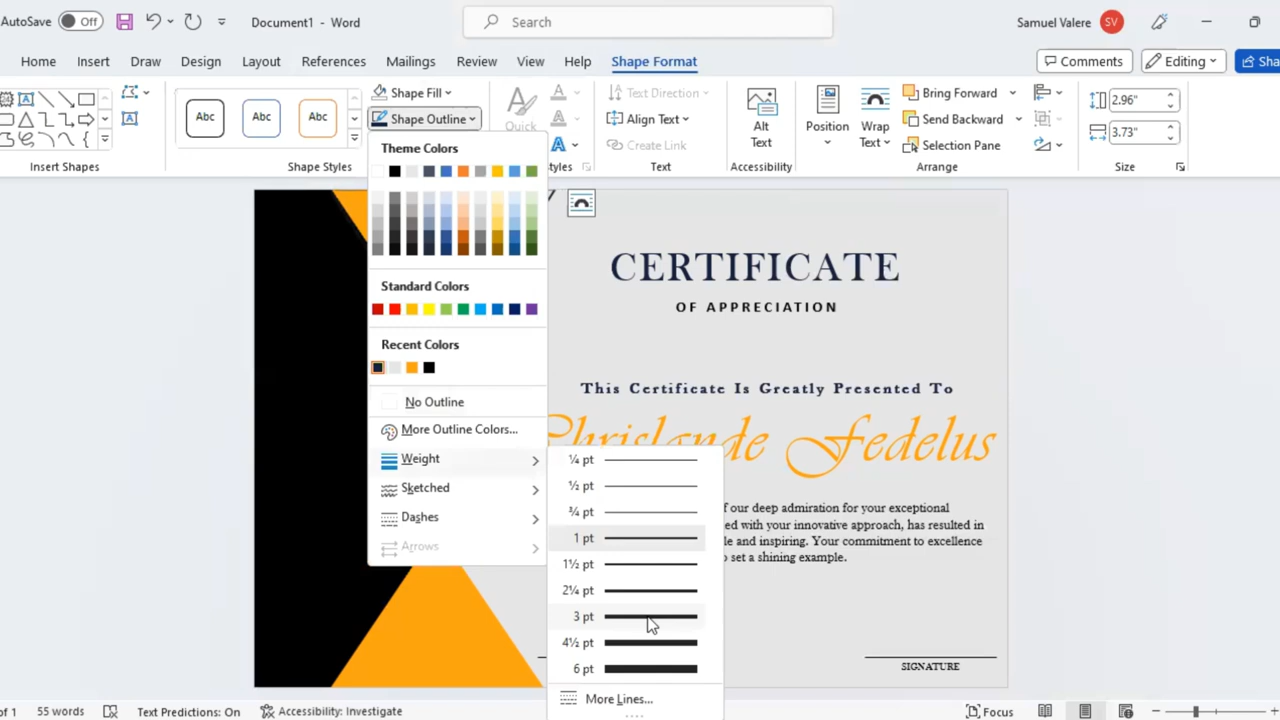 AutoSave Off Document1 - Word Search Samuel Valere SV
Home Insert Draw Design Layout References Mailings Review View Help Shape Format Comments Editing Sha
Shape Fill
Shape Outline
Abc Abc Abc
Quick
Text Direction
Align Text
Create Link
Alt
Text
Position
Wrap
Text
Bring Forward
Send Backward
Selection Pane
2.96"
3.73"
Insert Shapes Shape Styles yles Text Accessibility Arrange Size
Theme Colors
Standard Colors
Recent Colors
No Outline
More Outline Colors...
Weight
Sketched
Dashes
Arrows
¼ pt
½ pt
¾ pt
1 pt
1½ pt
2¼ pt
3 pt
4½ pt
6 pt
More Lines...
CERTIFICATE
OF APPRECIATION
This Certificate Is Greatly Presented To
Chrislande Fedelus
f our deep admiration for your exceptional
ed with your innovative approach, has resulted in
le and inspiring. Your commitment to excellence
o set a shining example.
SIGNATURE
of 1 55 words Text Predictions: On Accessibility: Investigate Focus